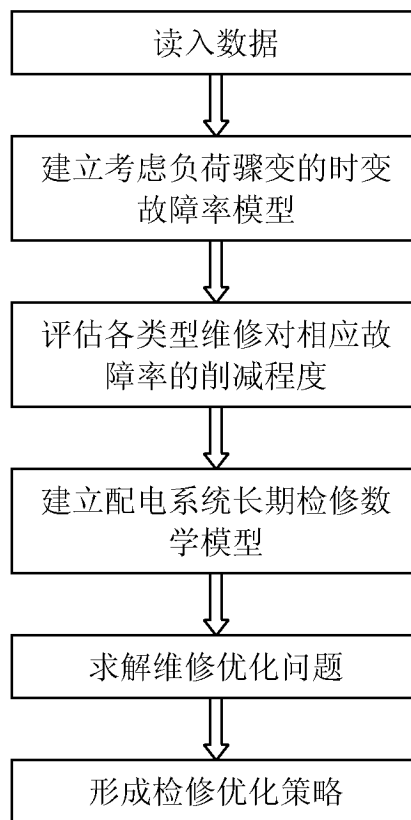 读入数据
建立考虑负荷骤变的时变
故障率模型
评估各类型维修对相应故
障率的削减程度
建立配电系统长期检修数
学模型
求解维修优化问题
形成检修优化策略